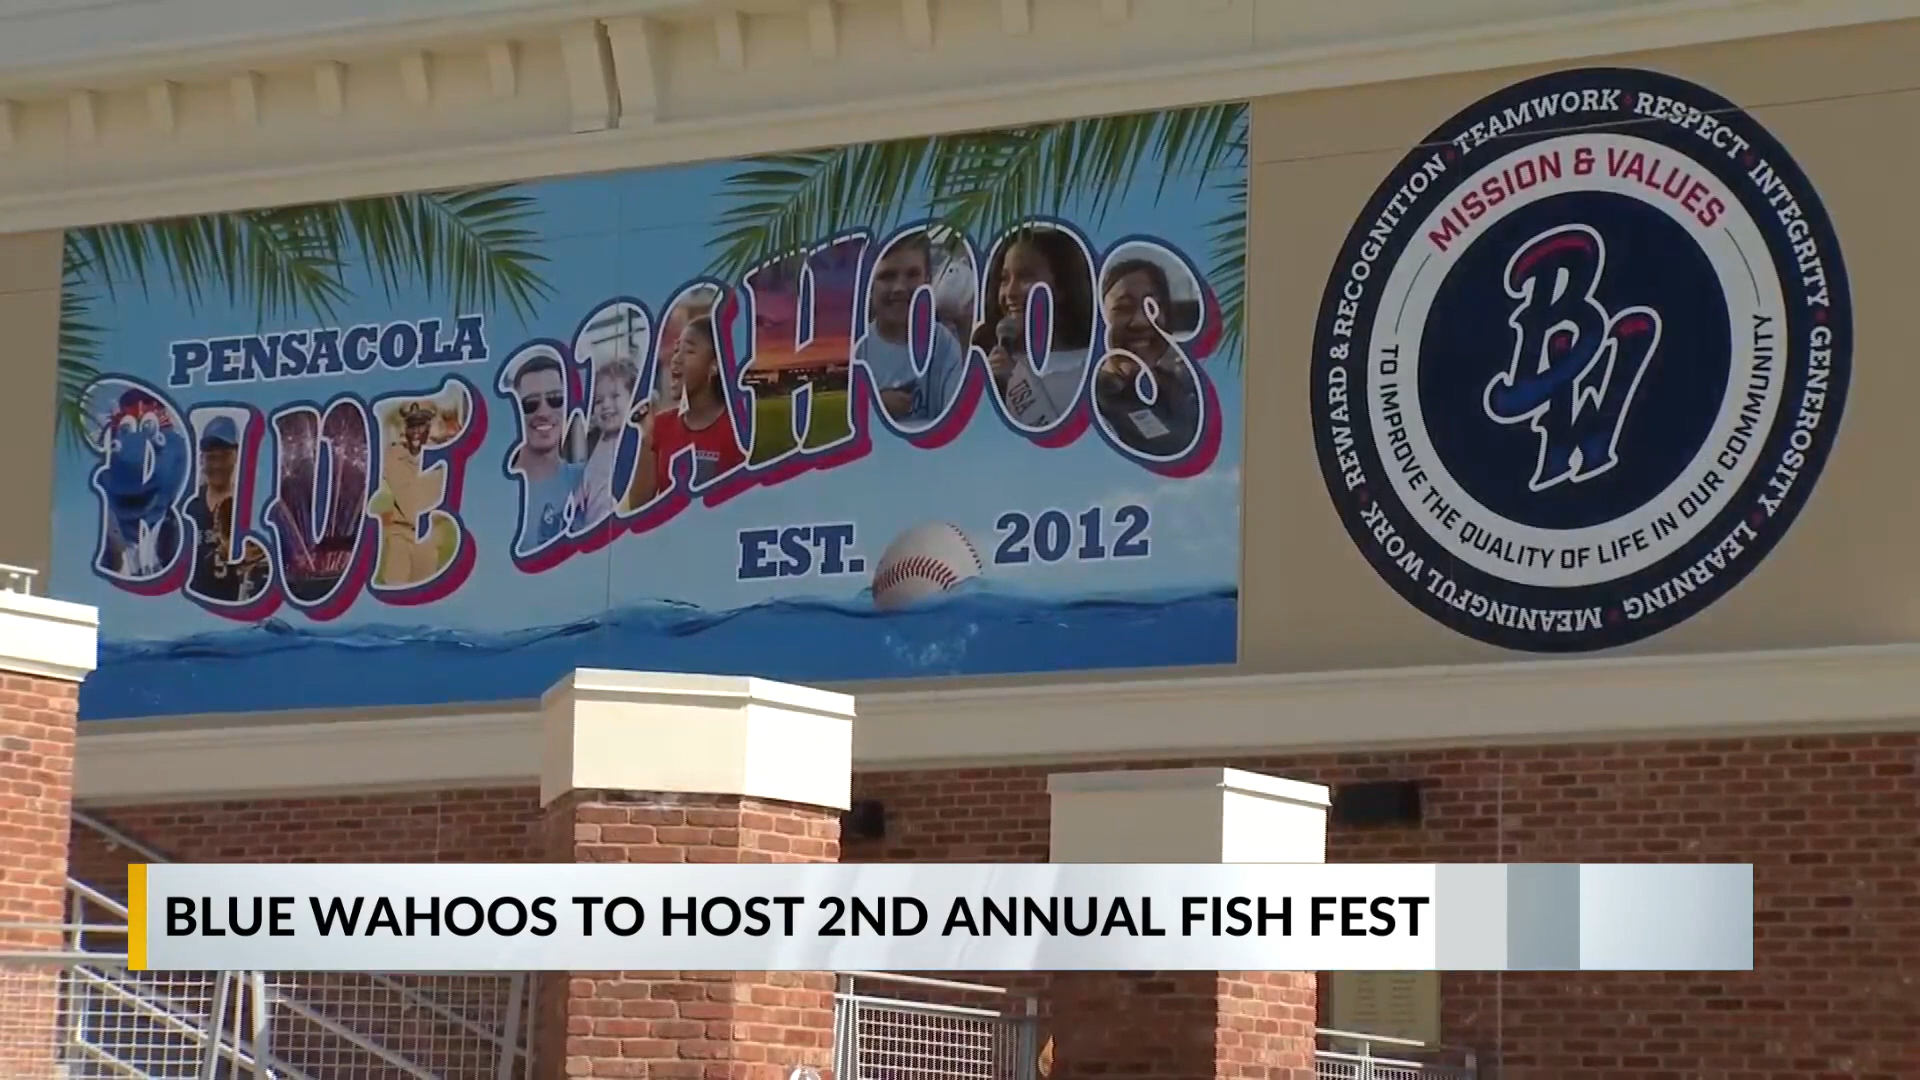 PENSACOLA
BLUE WAHOOS
EST. 2012
REWARD & RECOGNITION • TEAMWORK • RESPECT • INTEGRITY • GENEROSITY • LEARNING • MEANINGFUL WORK •
MISSION & VALUES
BW
TO IMPROVE THE QUALITY OF LIFE IN OUR COMMUNITY
USA
BLUE WAHOOS TO HOST 2ND ANNUAL FISH FEST